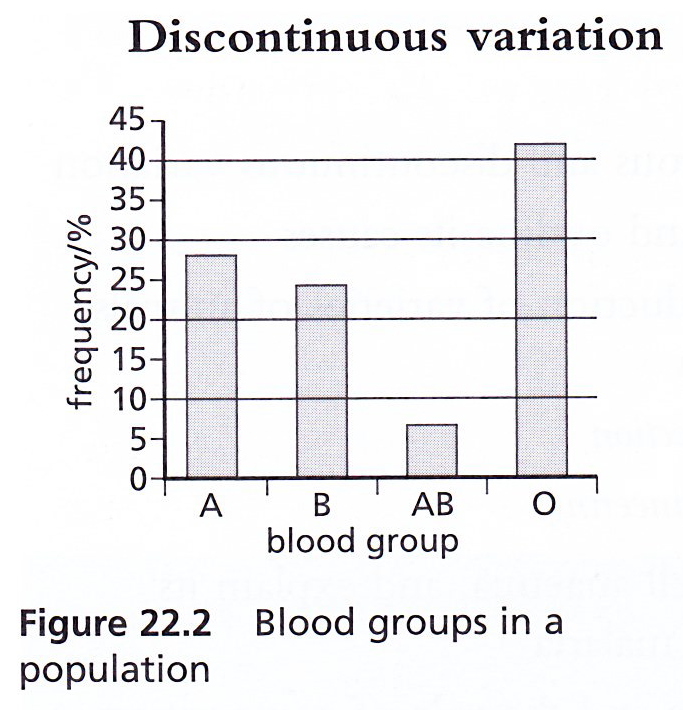 Discontinuous variation
45
40
35
30
25
20
15
10
5
0
frequency/%
A B AB O
blood group
Figure 22.2 Blood groups in a
population